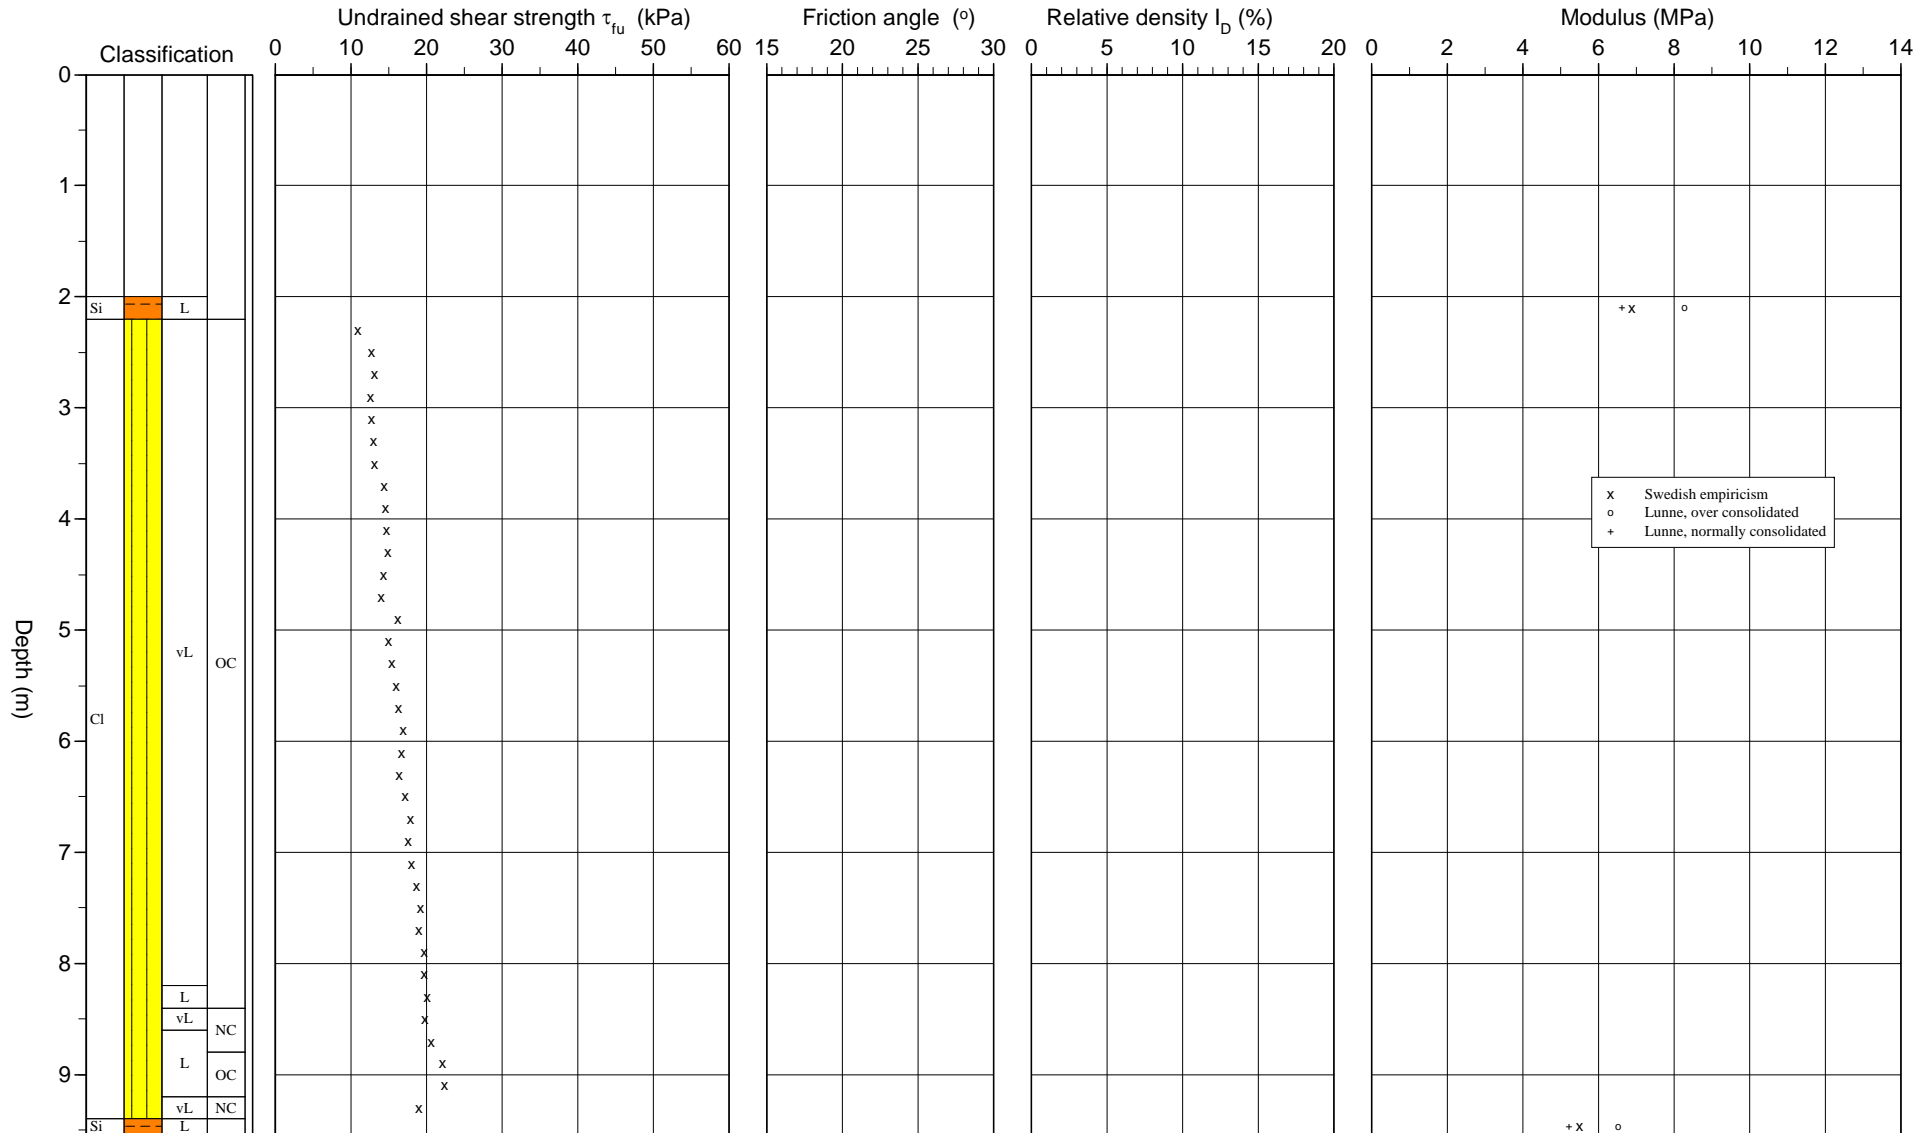 Undrained shear strength τfu (kPa)
Friction angle (o)
Relative density ID (%)
Modulus (MPa)
Classification
0 10 20 30 40 50 60
15 20 25 30
0 5 10 15 20
0 2 4 6 8 10 12 14
0
1
2
Si L
3
x Swedish empiricism
4
o Lunne, over consolidated
+ Lunne, normally consolidated
5
Depth (m)
vL OC
Cl
6
7
8
L
vL
NC
L
9
OC
vL NC
Si L